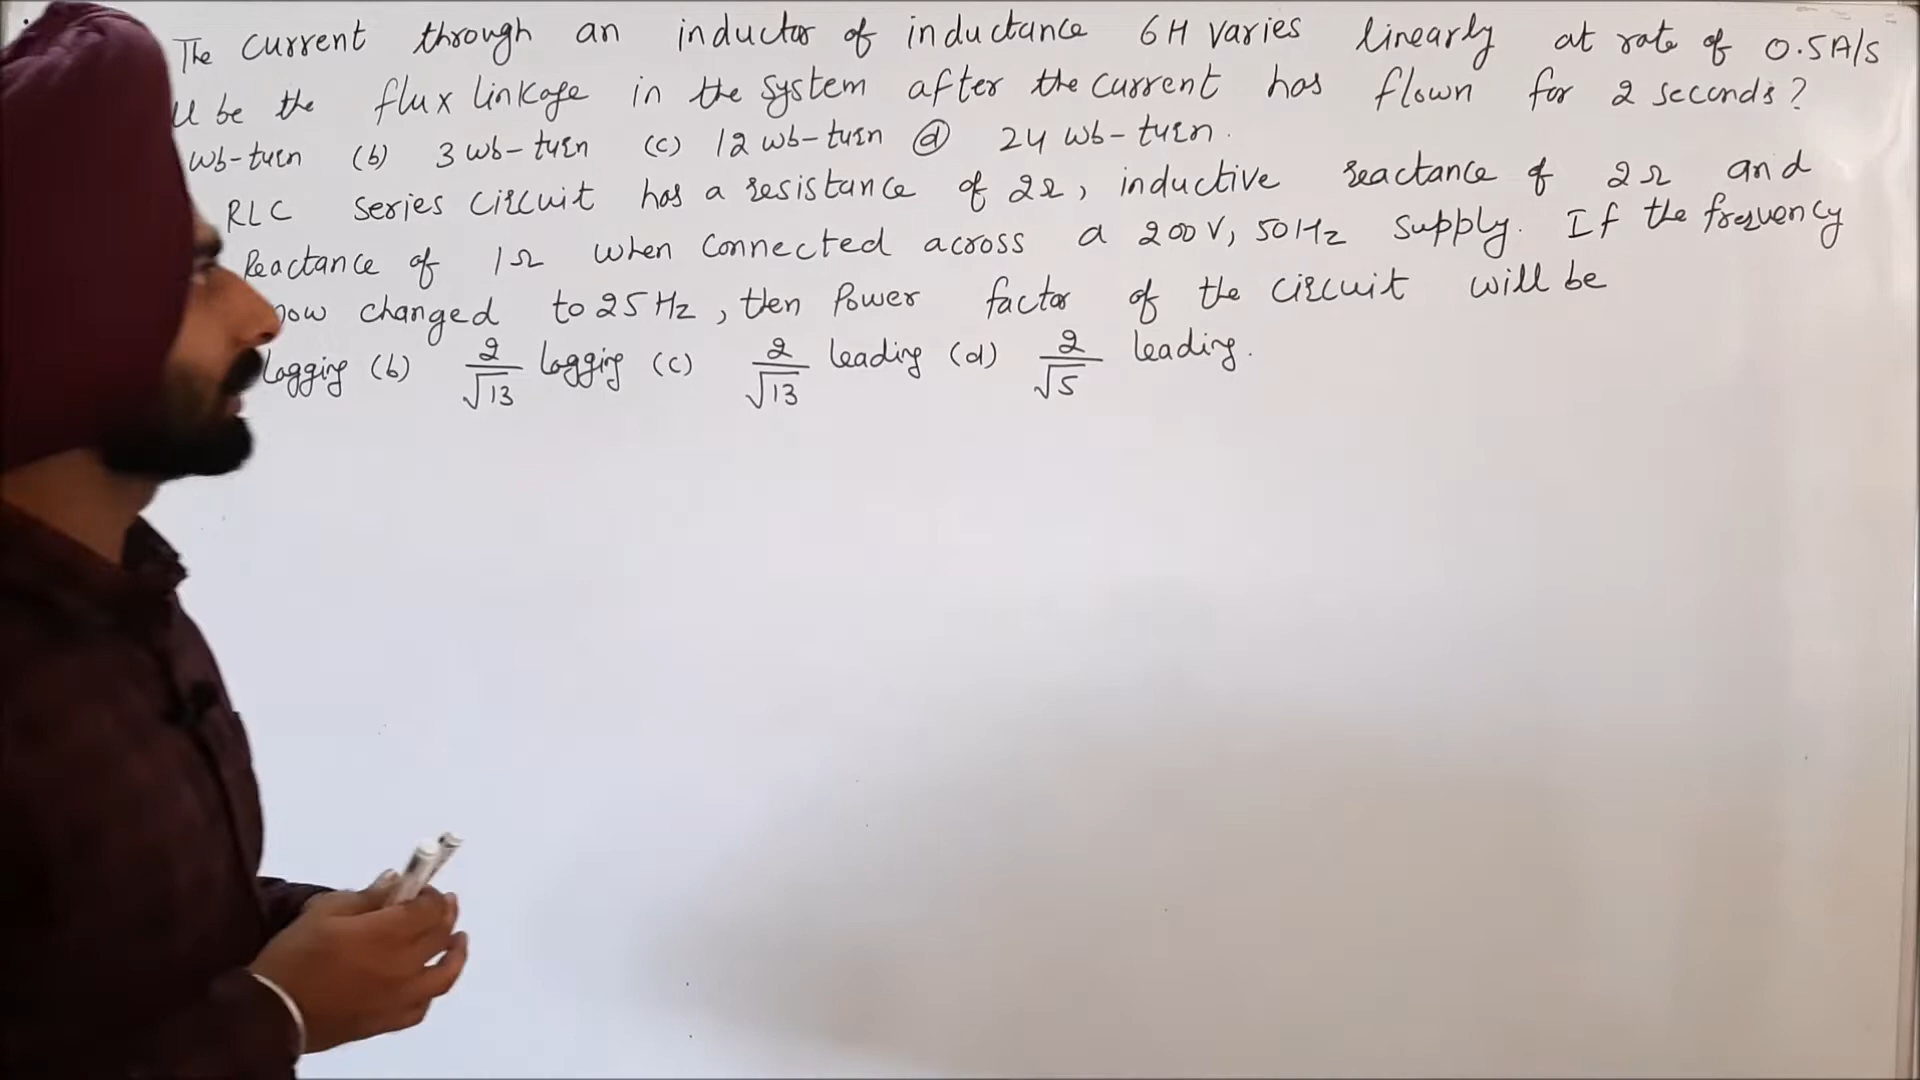 The current through an inductor of inductance 6H varies linearly at rate of 0.5A/s
ll be the flux linkage in the system after the current has flown for 2 seconds?
wb-turn (b) 3 wb-turn (c) 12 wb-turn (d) 24 wb-turn.
RLC series circuit has a resistance of 2Ω, inductive reactance of 2Ω and
Reactance of 1Ω when connected across a 200V, 50Hz supply. If the frequency
now changed to 25 Hz, then Power factor of the circuit will be
lagging (b) 2/√13 lagging (c) 2/√13 leading (d) 2/√5 leading.